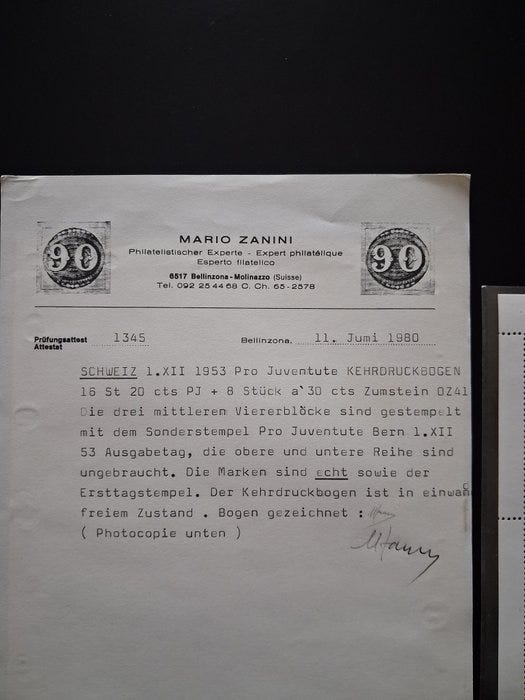 90
90
MARIO ZANINI
Philatelistischer Experte - Expert philatélique
Esperto filatelico
6517 Bellinzona-Molinazzo (Suisse)
Tel. 092 25 44 68 C. Ch. 65-2578
Prüfungsattest 1345
Attestat
Bellinzona, 11. Jumi 1980
SCHWEIZ 1.XII 1953 Pro Juventute KEHRDRUCKBOGEN
16 St 20 cts PJ + 8 Stück a`30 cts Zumstein OZ41
Die drei mittleren Viererblöcke sind gestempelt
mit dem Sonderstempel Pro Juventute Bern 1.XII
53 Ausgabetag, die obere und untere Reihe sind
ungebraucht. Die Marken sind echt sowie der
Ersttagstempel. Der Kehrdruckbogen ist in einwan
freiem Zustand . Bogen gezeichnet :
( Photocopie unten )